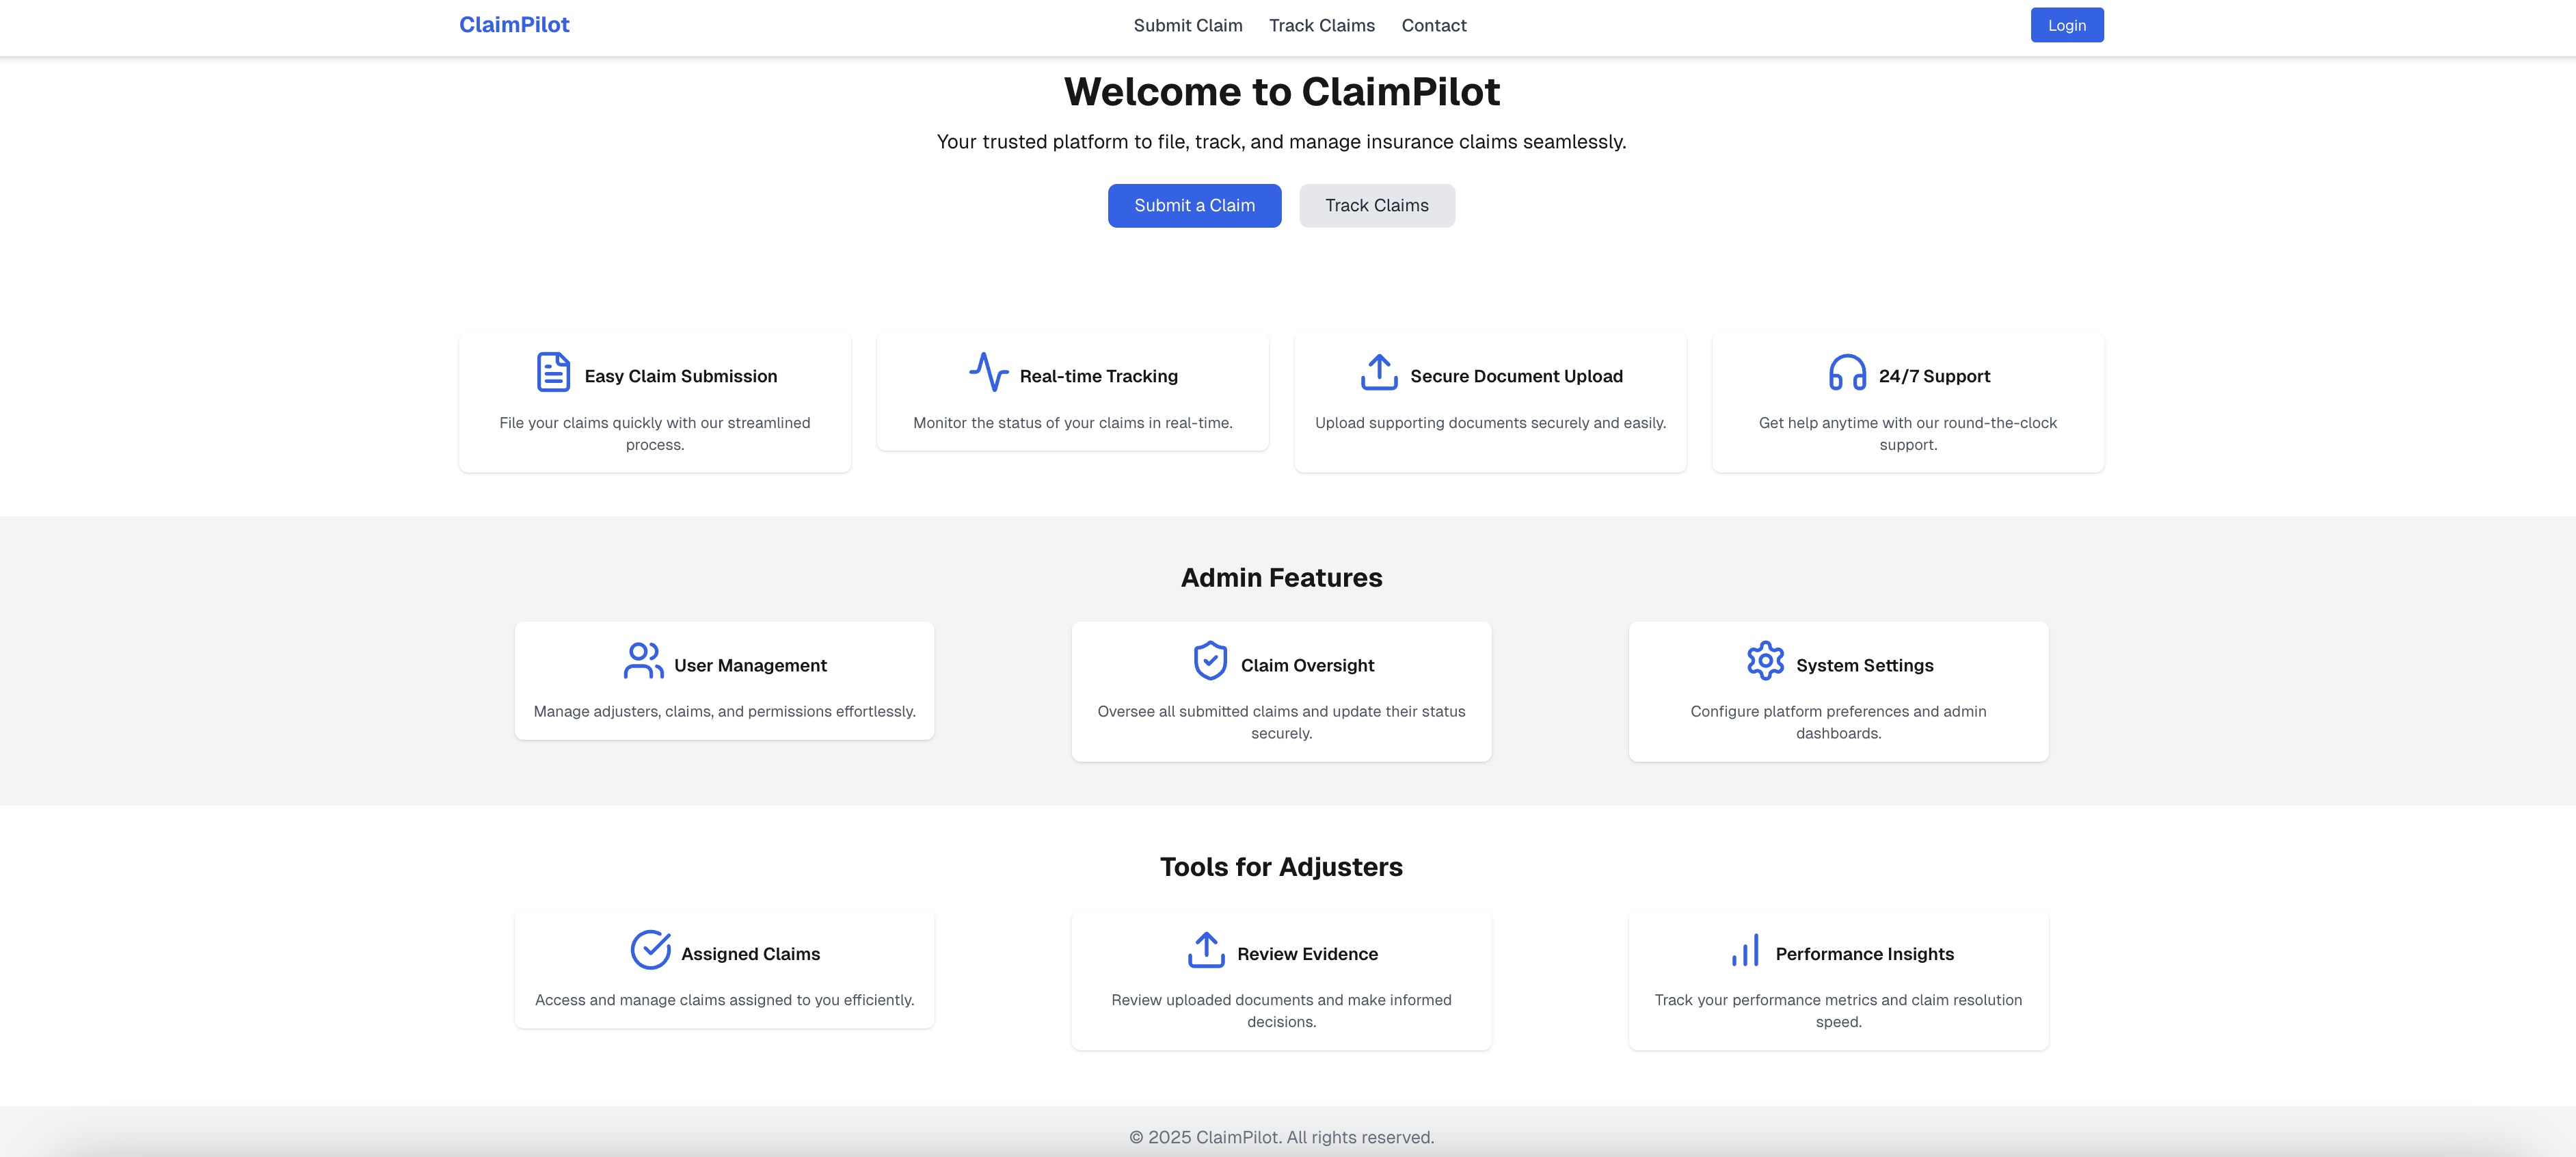 ClaimPilot
Submit Claim
Track Claims
Contact
Login
Welcome to ClaimPilot
Your trusted platform to file, track, and manage insurance claims seamlessly.
Submit a Claim
Track Claims
Easy Claim Submission
File your claims quickly with our streamlined
process.
Real-time Tracking
Monitor the status of your claims in real-time.
Secure Document Upload
Upload supporting documents securely and easily.
24/7 Support
Get help anytime with our round-the-clock
support.
Admin Features
User Management
Manage adjusters, claims, and permissions effortlessly.
Claim Oversight
Oversee all submitted claims and update their status
securely.
System Settings
Configure platform preferences and admin
dashboards.
Tools for Adjusters
Assigned Claims
Access and manage claims assigned to you efficiently.
Review Evidence
Review uploaded documents and make informed
decisions.
Performance Insights
Track your performance metrics and claim resolution
speed.
© 2025 ClaimPilot. All rights reserved.